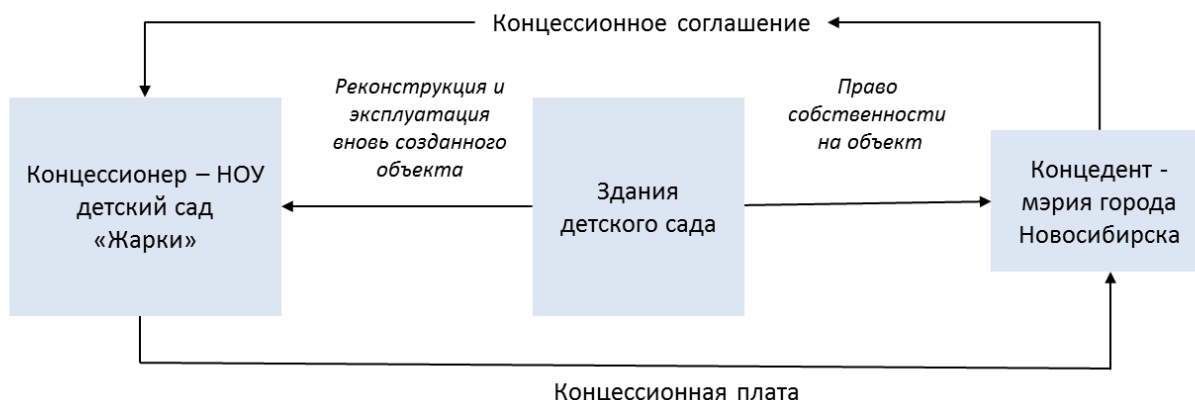 Концессионное соглашение
Реконструкция и
эксплуатация
вновь созданного
объекта
Право
собственности
на объект
Концессионер – НОУ
детский сад
«Жарки»
Здания
детского сада
Концедент -
мэрия города
Новосибирска
Концессионная плата